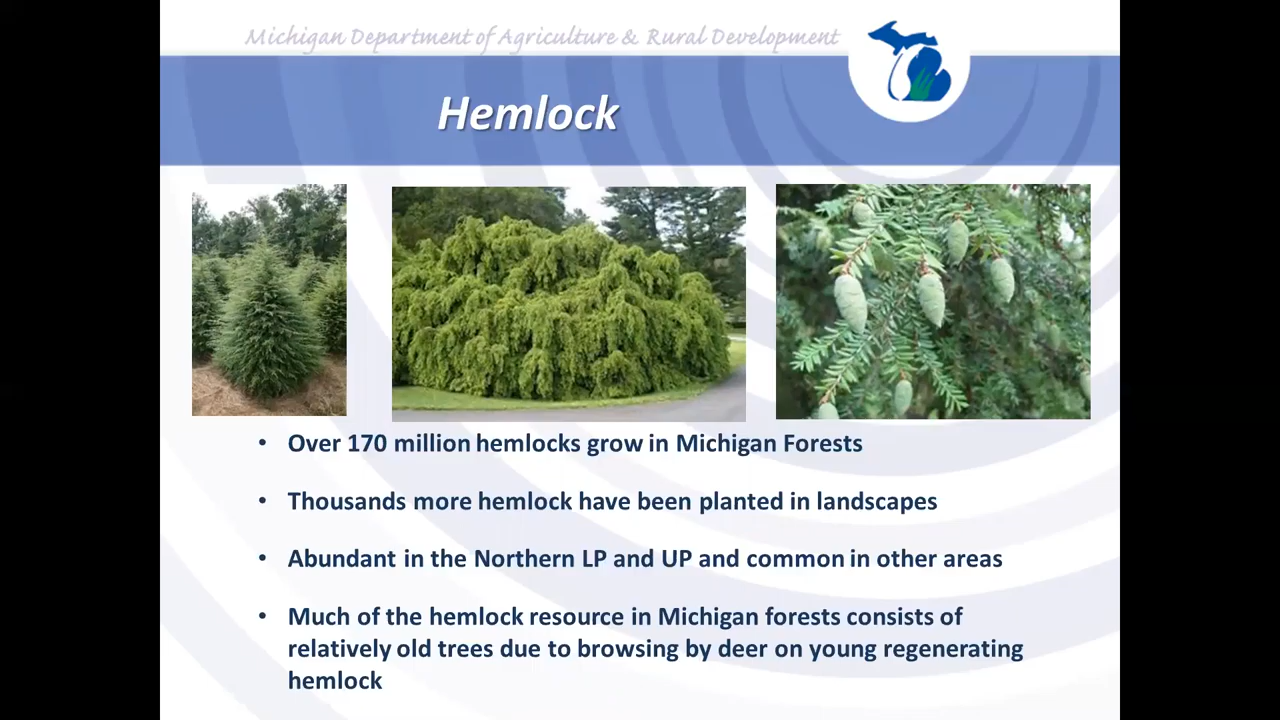 Michigan Department of Agriculture & Rural Development
Hemlock
• Over 170 million hemlocks grow in Michigan Forests
• Thousands more hemlock have been planted in landscapes
• Abundant in the Northern LP and UP and common in other areas
• Much of the hemlock resource in Michigan forests consists of
relatively old trees due to browsing by deer on young regenerating
hemlock